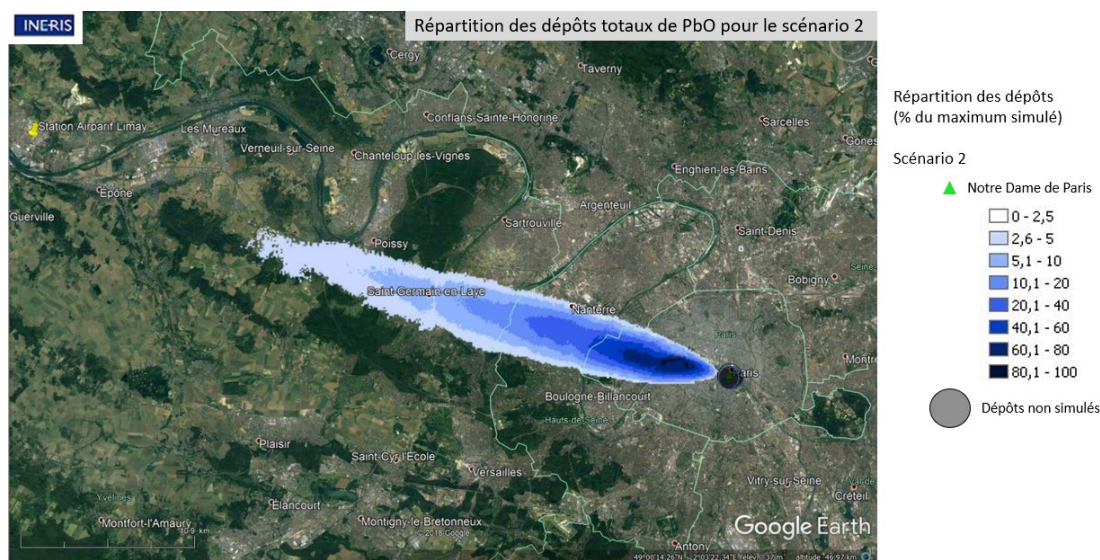 INERIS
Répartition des dépôts totaux de PbO pour le scénario 2
Cergy
Taverny
Station Airparif Limay
Les Mureaux
Conflans-Sainte-Honorine
Sarcelles
Verneuil-sur-Seine
Chanteloup les-Vignes
Enghien-les-Bains
Épône
Argenteuil
Guerville
Sartrouville
Saint-Denis
Poissy
Bobigny
Saint-Germain-en-Laye
Nanterre
Paris
Boulogne-Billancourt
Hauts-de-Seine
Plaisir
Saint-Cyr-l'École
Versailles
Vitry-sur-Seine
Créteil
Yvelines
Élancourt
Montfort-l'Amaury
Montigny-le-Bretonneux
Google Earth
Antony
Répartition des dépôts
(% du maximum simulé)
Scénario 2
Notre Dame de Paris
0 - 2,5
2,6 - 5
5,1 - 10
10,1 - 20
20,1 - 40
40,1 - 60
60,1 - 80
80,1 - 100
Dépôts non simulés